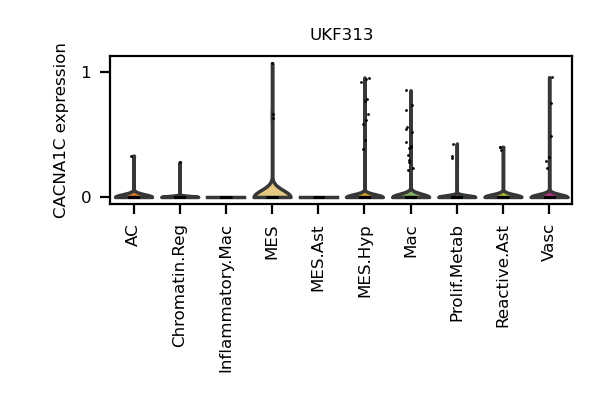 UKF313
CACNA1C expression
1
0
AC
Chromatin.Reg
Inflammatory.Mac
MES
MES.Ast
MES.Hyp
Mac
Prolif.Metab
Reactive.Ast
Vasc